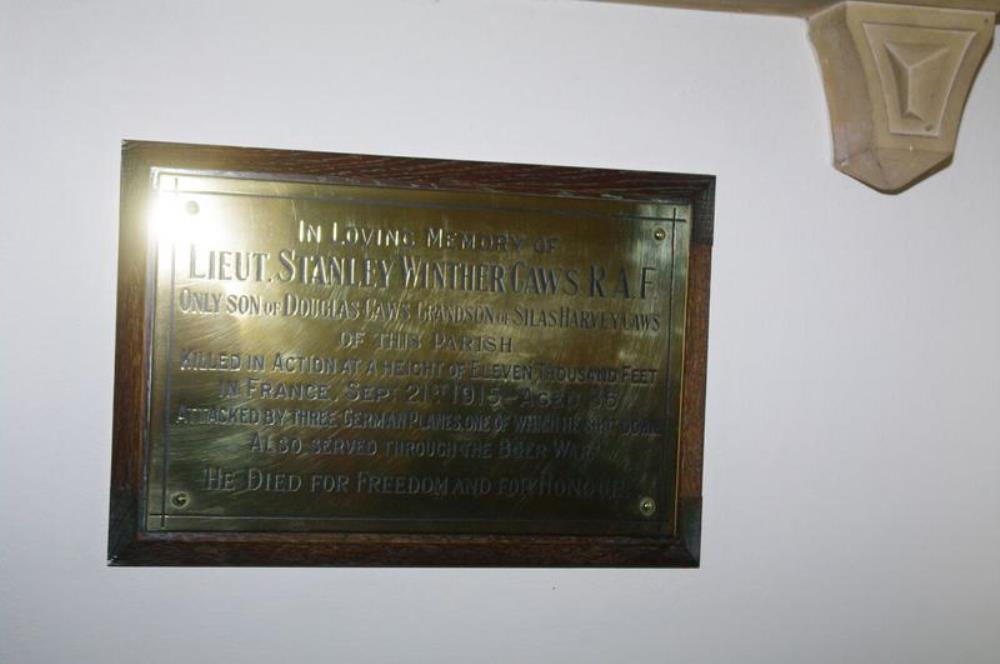 In Loving Memory of
Lieut. Stanley Winther Caws R.A.F.
Only Son of Douglas Caws, Grandson of Silas Harvey Caws
of this Parish
Killed in Action at a height of Eleven Thousand Feet
in France, Sept 21st 1915 – Aged 36
Attacked by three German Planes, one of which he shot down
Also served through the Boer War
He Died for Freedom and for Honour